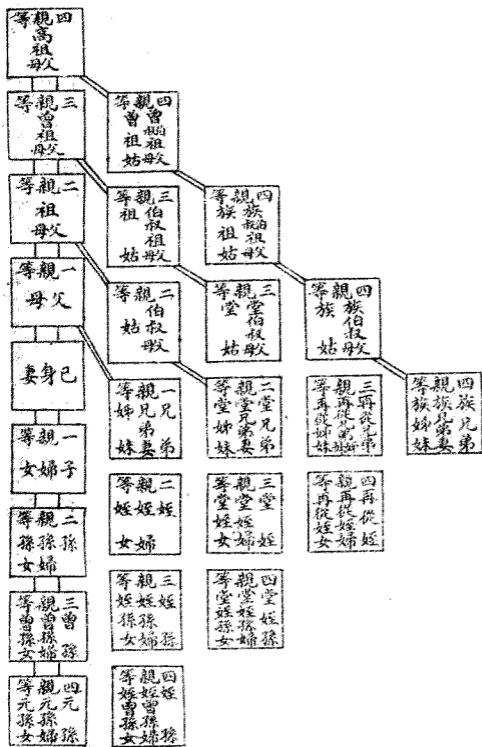 四親等
高祖父母
三親等
曾祖父母
四親等
曾伯叔祖父母
曾祖姑
二親等
祖父母
三親等
伯叔祖父母
祖姑
四親等
族伯叔祖父母
族祖姑
一親等
父母
二親等
伯叔父母
姑
三親等
堂伯叔父母
堂姑
四親等
族伯叔父母
族姑
己身妻
一親等
兄弟
兄弟妻
姊妹
二親等
堂兄弟
堂兄弟妻
堂姊妹
三親等
再從兄弟
再從兄弟妻
再從姊妹
四親等
族兄弟
族兄弟妻
族姊妹
一親等
子婦女
二親等
姪
姪婦
姪女
三親等
堂姪
堂姪婦
堂姪女
四親等
再從姪
再從姪婦
再從姪女
二親等
孫
孫婦
孫女
三親等
姪孫
姪孫婦
姪孫女
四親等
堂姪孫
堂姪孫婦
堂姪孫女
三親等
曾孫
曾孫婦
曾孫女
四親等
元孫
元孫婦
元孫女
四親等
姪曾孫
姪曾孫婦
姪曾孫女